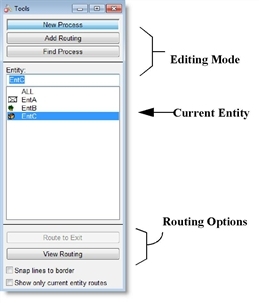 Tools
New Process
Add Routing
Find Process
Editing Mode
Entity:
EntC
ALL
EntA
EntB
EntC
Current Entity
Routing Options
Route to Exit
View Routing
Snap lines to border
Show only current entity routes